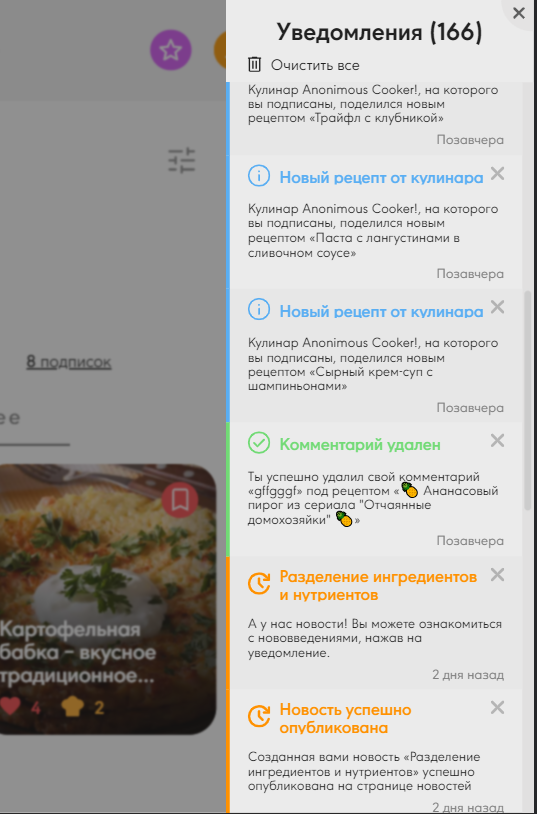 Уведомления (166)
Очистить все
Кулинар Anonimous Cooker!, на которого
вы подписаны, поделился новым
рецептом «Трайфл с клубникой»
Позавчера
Новый рецепт от кулинара
Кулинар Anonimous Cooker!, на которого
вы подписаны, поделился новым
рецептом «Паста с лангустинами в
сливочном соусе»
Позавчера
Новый рецепт от кулинара
Кулинар Anonimous Cooker!, на которого
вы подписаны, поделился новым
рецептом «Сырный крем-суп с
шампиньонами»
Позавчера
Комментарий удален
Ты успешно удалил свой комментарий
«gffgggf» под рецептом «🍍 Ананасовый
пирог из сериала "Отчаянные
домохозяйки" 🍍»
Позавчера
Разделение ингредиентов
и нутриентов
А у нас новости! Вы можете ознакомиться
с нововведениями, нажав на
уведомление.
2 дня назад
Новость успешно
опубликована
Созданная вами новость «Разделение
ингредиентов и нутриентов» успешно
опубликована на странице новостей
2 дня назад
8 подписок
ее
Картофельная
бабка – вкусное
традиционное...
4 2